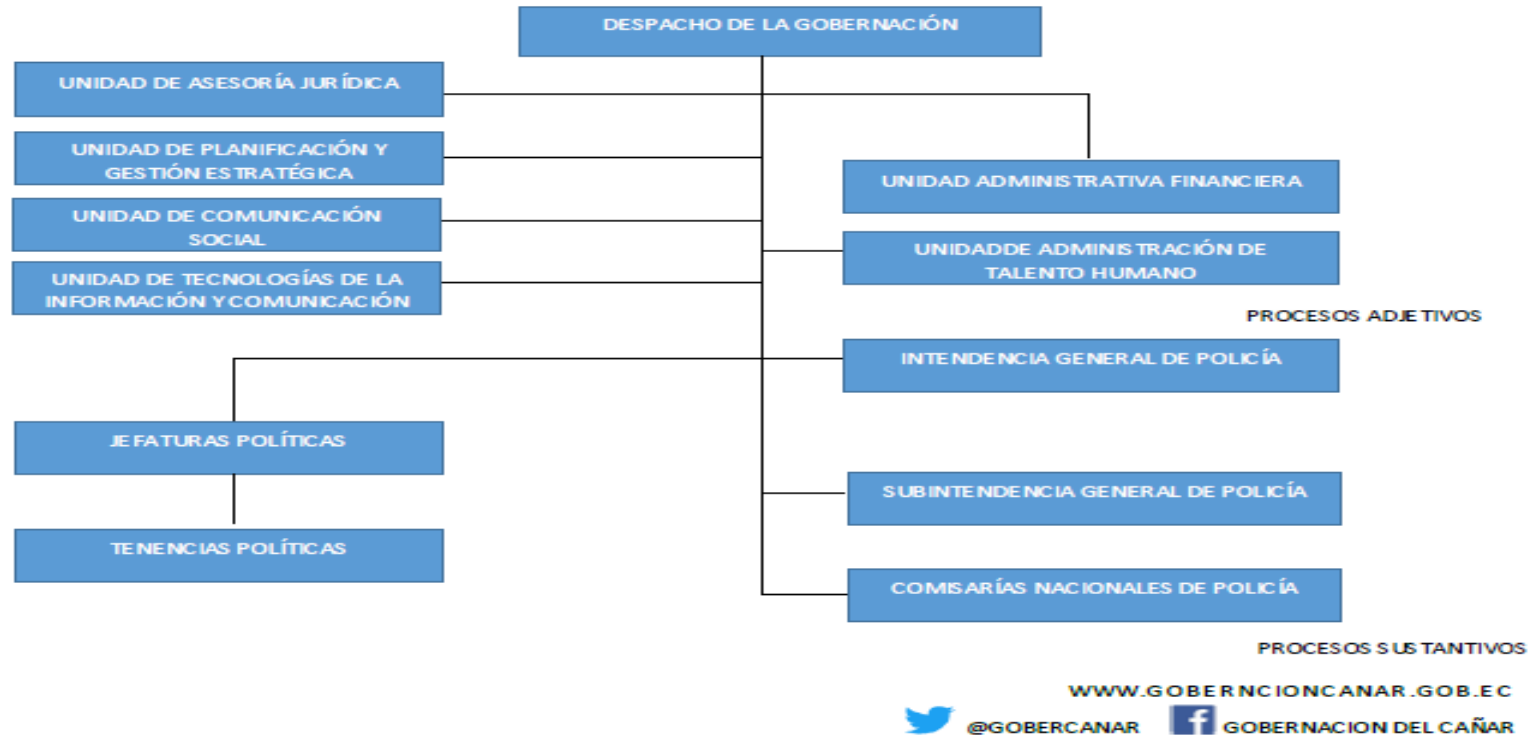 DESPACHO DE LA GOBERNACIÓN
UNIDAD DE ASESORÍA JURÍDICA
UNIDAD DE PLANIFICACIÓN Y
GESTIÓN ESTRATÉGICA
UNIDAD DE COMUNICACIÓN
SOCIAL
UNIDAD DE TECNOLOGÍAS DE LA
INFORMACIÓN Y COMUNICACIÓN
UNIDAD ADMINISTRATIVA FINANCIERA
UNIDADDE ADMINISTRACIÓN DE
TALENTO HUMANO
PROCESOS ADJETIVOS
INTENDENCIA GENERAL DE POLICÍA
JEFATURAS POLÍTICAS
TENENCIAS POLÍTICAS
SUBINTENDENCIA GENERAL DE POLICÍA
COMISARÍAS NACIONALES DE POLICÍA
PROCESOS SUSTANTIVOS
WWW.GOBERNCIONCANAR.GOB.EC
@GOBERCANAR f GOBERNACION DEL CAÑAR